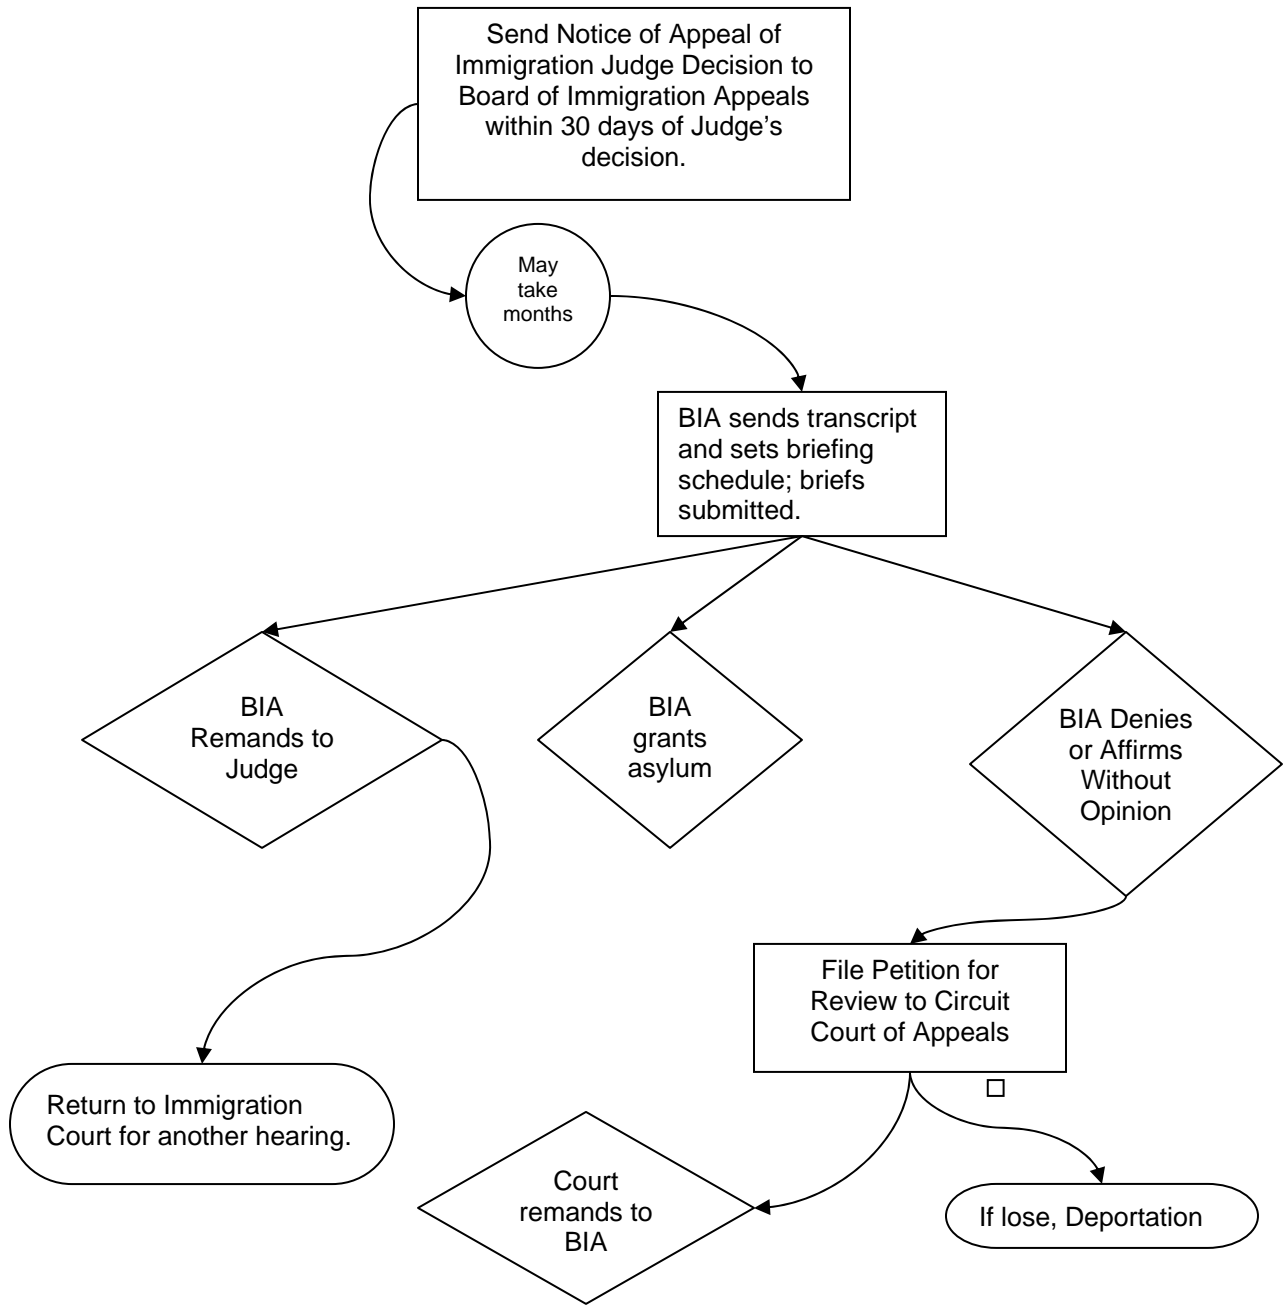 Send Notice of Appeal of
Immigration Judge Decision to
Board of Immigration Appeals
within 30 days of Judge’s
decision.
May
take
months
BIA sends transcript
and sets briefing
schedule; briefs
submitted.
BIA
Remands to
Judge
BIA
grants
asylum
BIA Denies
or Affirms
Without
Opinion
File Petition for
Review to Circuit
Court of Appeals
Return to Immigration
Court for another hearing.
Court
remands to
BIA
If lose, Deportation